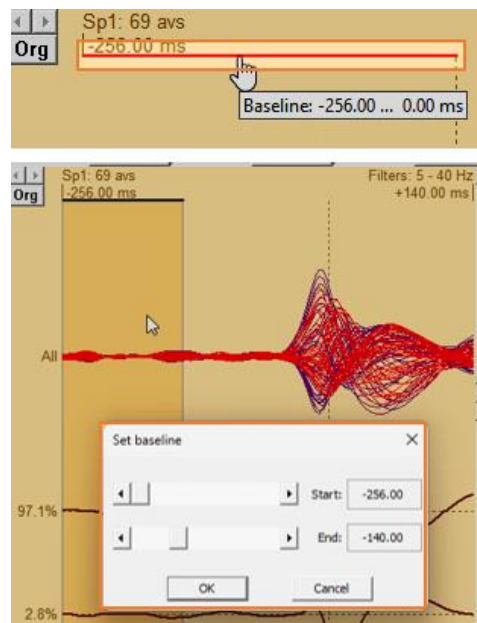 Sp1: 69 avs
Org
-256.00 ms
Baseline: -256.00 ... 0.00 ms
Sp1: 69 avs
Filters: 5 - 40 Hz
Org
-256.00 ms
+140.00 ms
All
Set baseline
Start: -256.00
97.1%
End: -140.00
OK
Cancel
2.8%